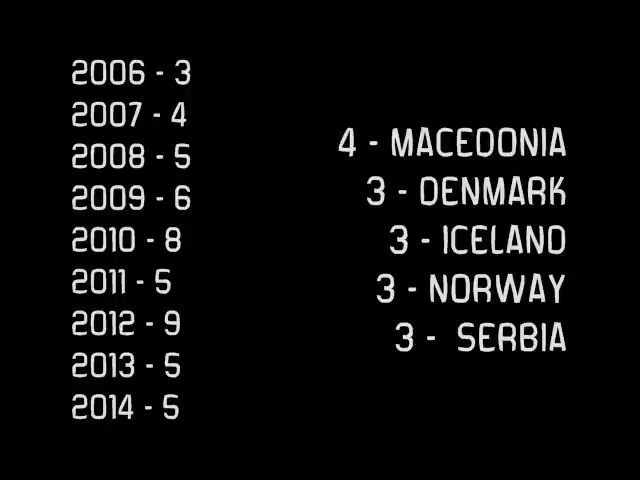 2006 - 3
2007 - 4
2008 - 5
2009 - 6
2010 - 8
2011 - 5
2012 - 9
2013 - 5
2014 - 5
4 - MACEDONIA
3 - DENMARK
3 - ICELAND
3 - NORWAY
3 - SERBIA